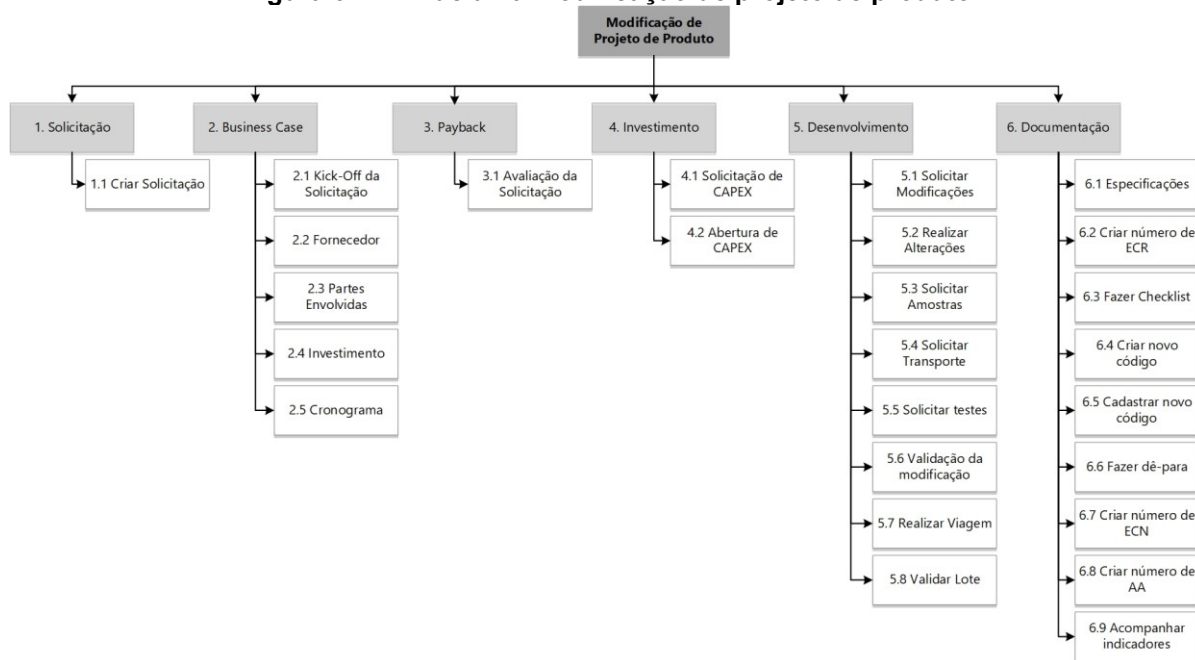 Modificação de
Projeto de Produto
1. Solicitação
2. Business Case
3. Payback
4. Investimento
5. Desenvolvimento
6. Documentação
1.1 Criar Solicitação
2.1 Kick-Off da
Solicitação
2.2 Fornecedor
2.3 Partes
Envolvidas
2.4 Investimento
2.5 Cronograma
3.1 Avaliação da
Solicitação
4.1 Solicitação de
CAPEX
4.2 Abertura de
CAPEX
5.1 Solicitar
Modificações
5.2 Realizar
Alterações
5.3 Solicitar
Amostras
5.4 Solicitar
Transporte
5.5 Solicitar testes
5.6 Validação da
modificação
5.7 Realizar Viagem
5.8 Validar Lote
6.1 Especificações
6.2 Criar número de
ECR
6.3 Fazer Checklist
6.4 Criar novo
código
6.5 Cadastrar novo
código
6.6 Fazer dê-para
6.7 Criar número de
ECN
6.8 Criar número de
AA
6.9 Acompanhar
indicadores